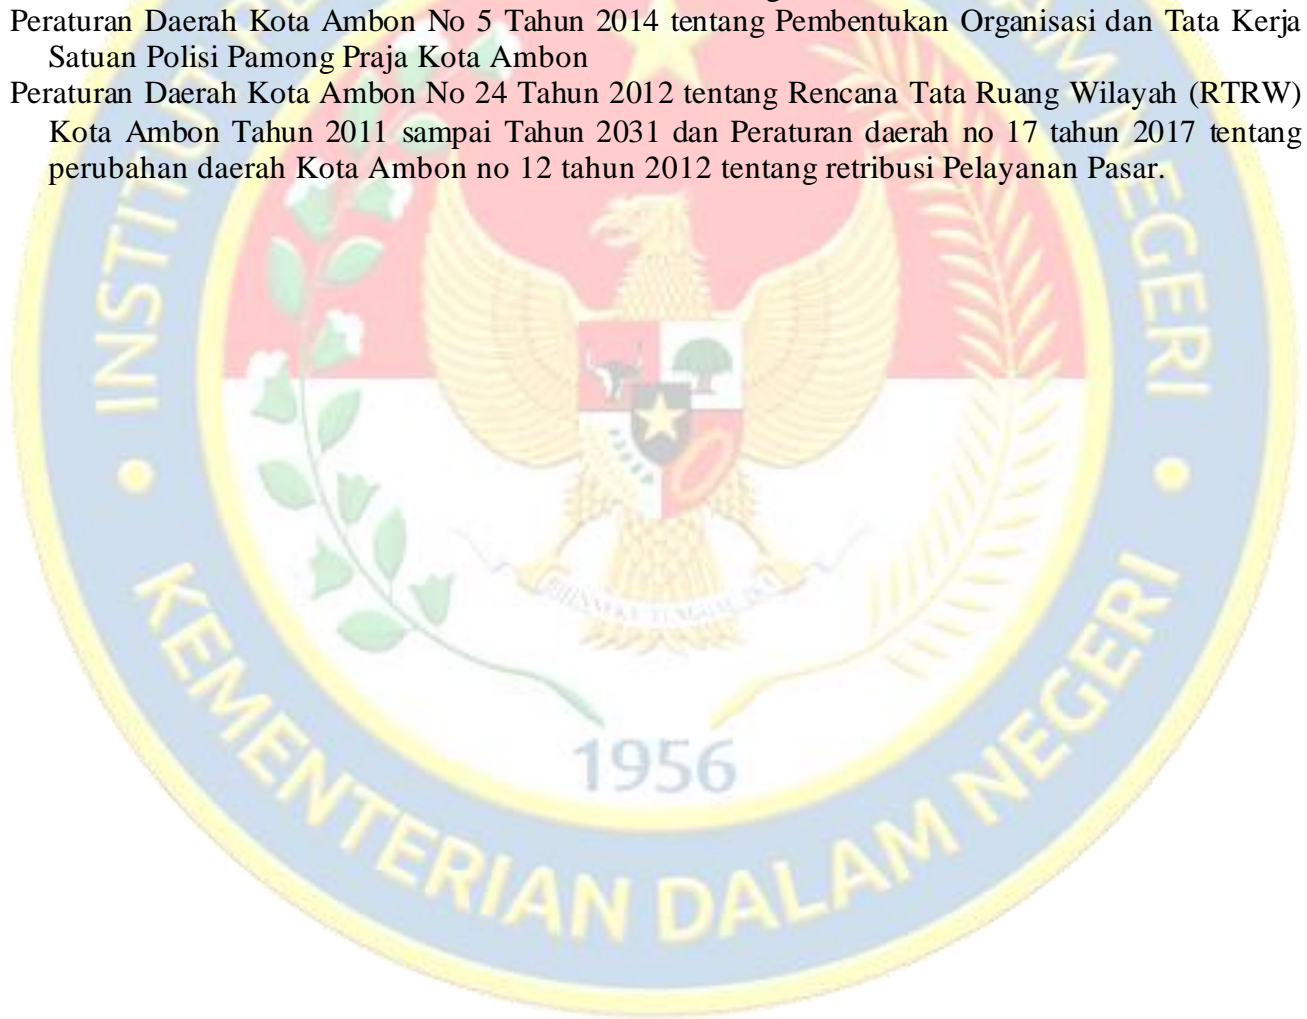 Peraturan Daerah Kota Ambon No 5 Tahun 2014 tentang Pembentukan Organisasi dan Tata Kerja
Satuan Polisi Pamong Praja Kota Ambon
Peraturan Daerah Kota Ambon No 24 Tahun 2012 tentang Rencana Tata Ruang Wilayah (RTRW)
Kota Ambon Tahun 2011 sampai Tahun 2031 dan Peraturan daerah no 17 tahun 2017 tentang
perubahan daerah Kota Ambon no 12 tahun 2012 tentang retribusi Pelayanan Pasar.
INSTITUT
NEGERI
BHINNEKA TUNGGAL IKA
1956
KEMENTERIAN DALAM NEGERI